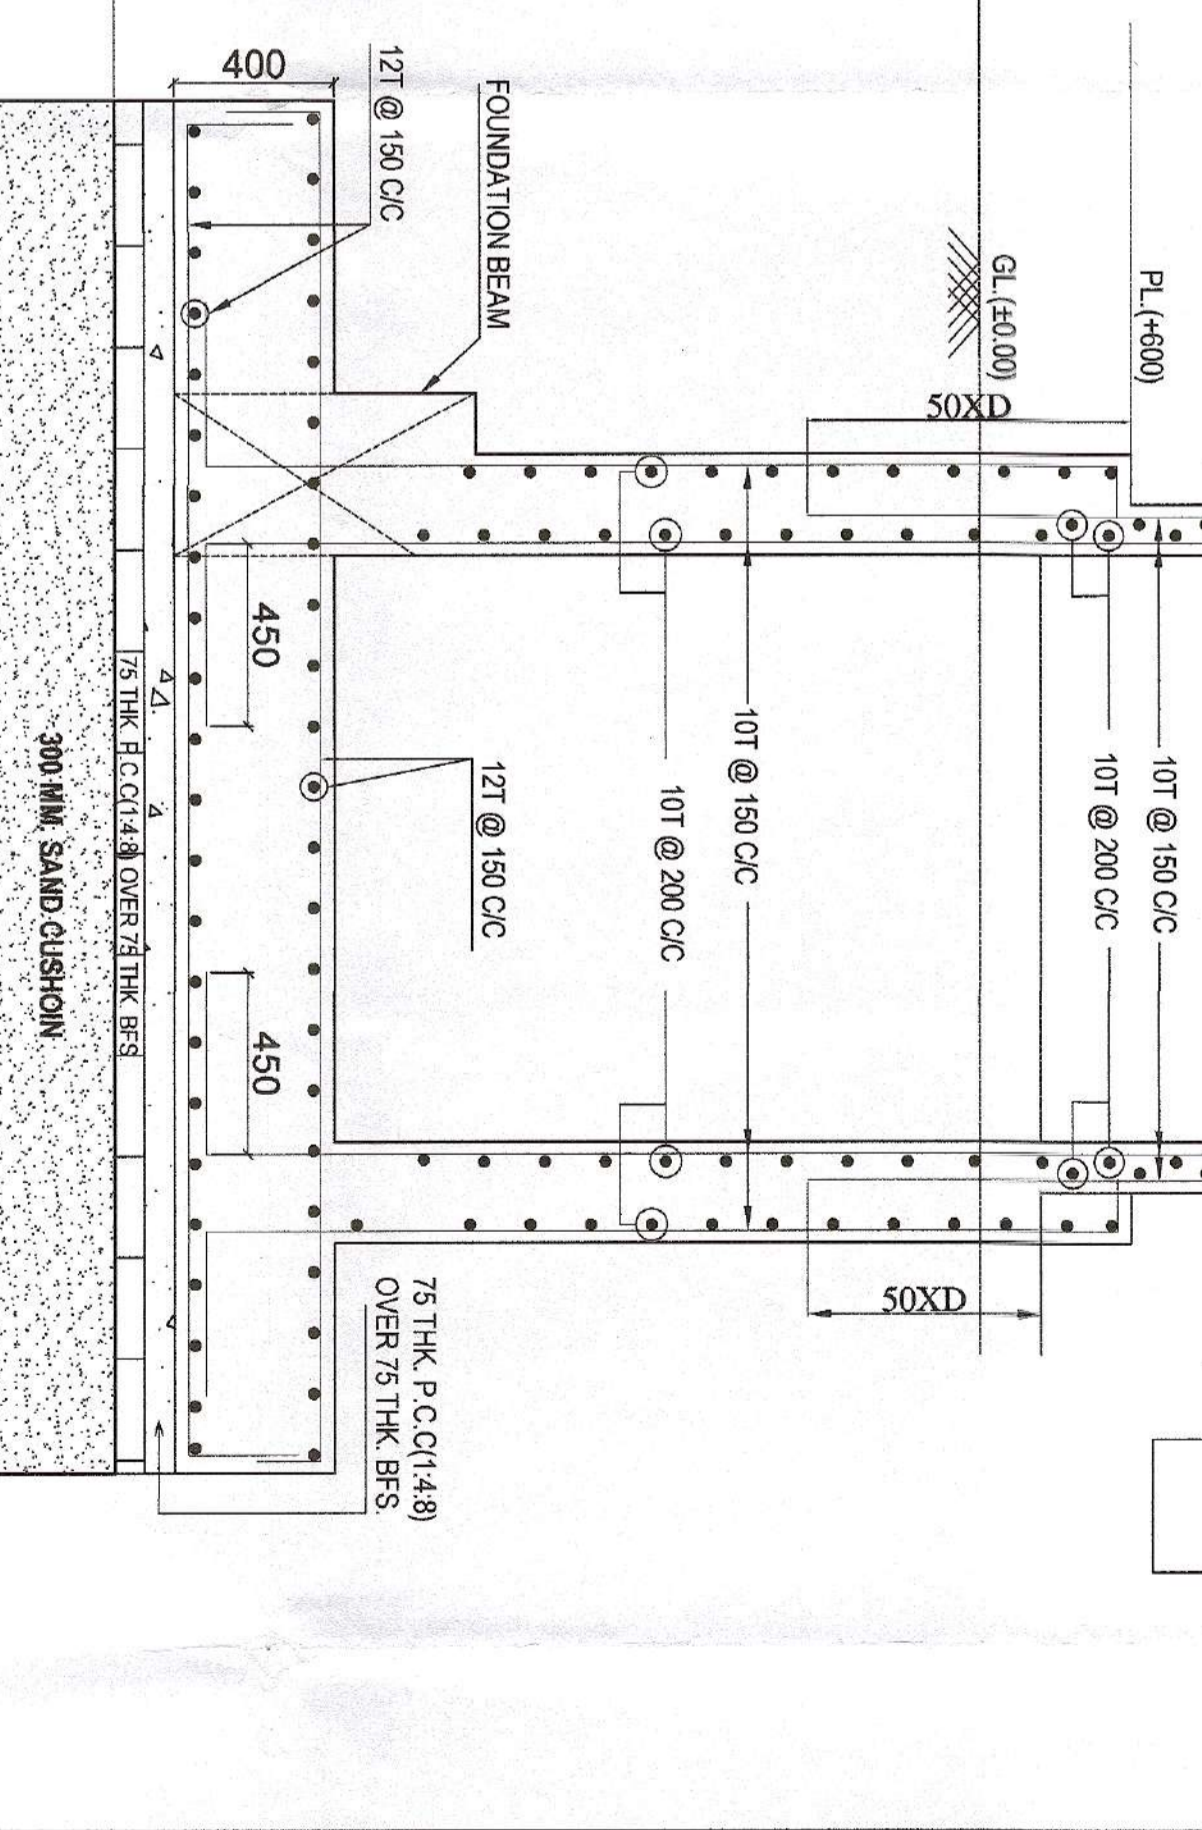 PL.(+600)
GL.(±0.00)
50XD
10T @ 150 C/C
10T @ 200 C/C
10T @ 150 C/C
10T @ 200 C/C
50XD
FOUNDATION BEAM
12T @ 150 C/C
12T @ 150 C/C
400
450
450
75 THK. P.C.C(1:4:8)
OVER 75 THK. BFS.
75 THK. P.C.C(1:4:8) OVER 75 THK. BFS
300 MM. SAND CUSHOIN